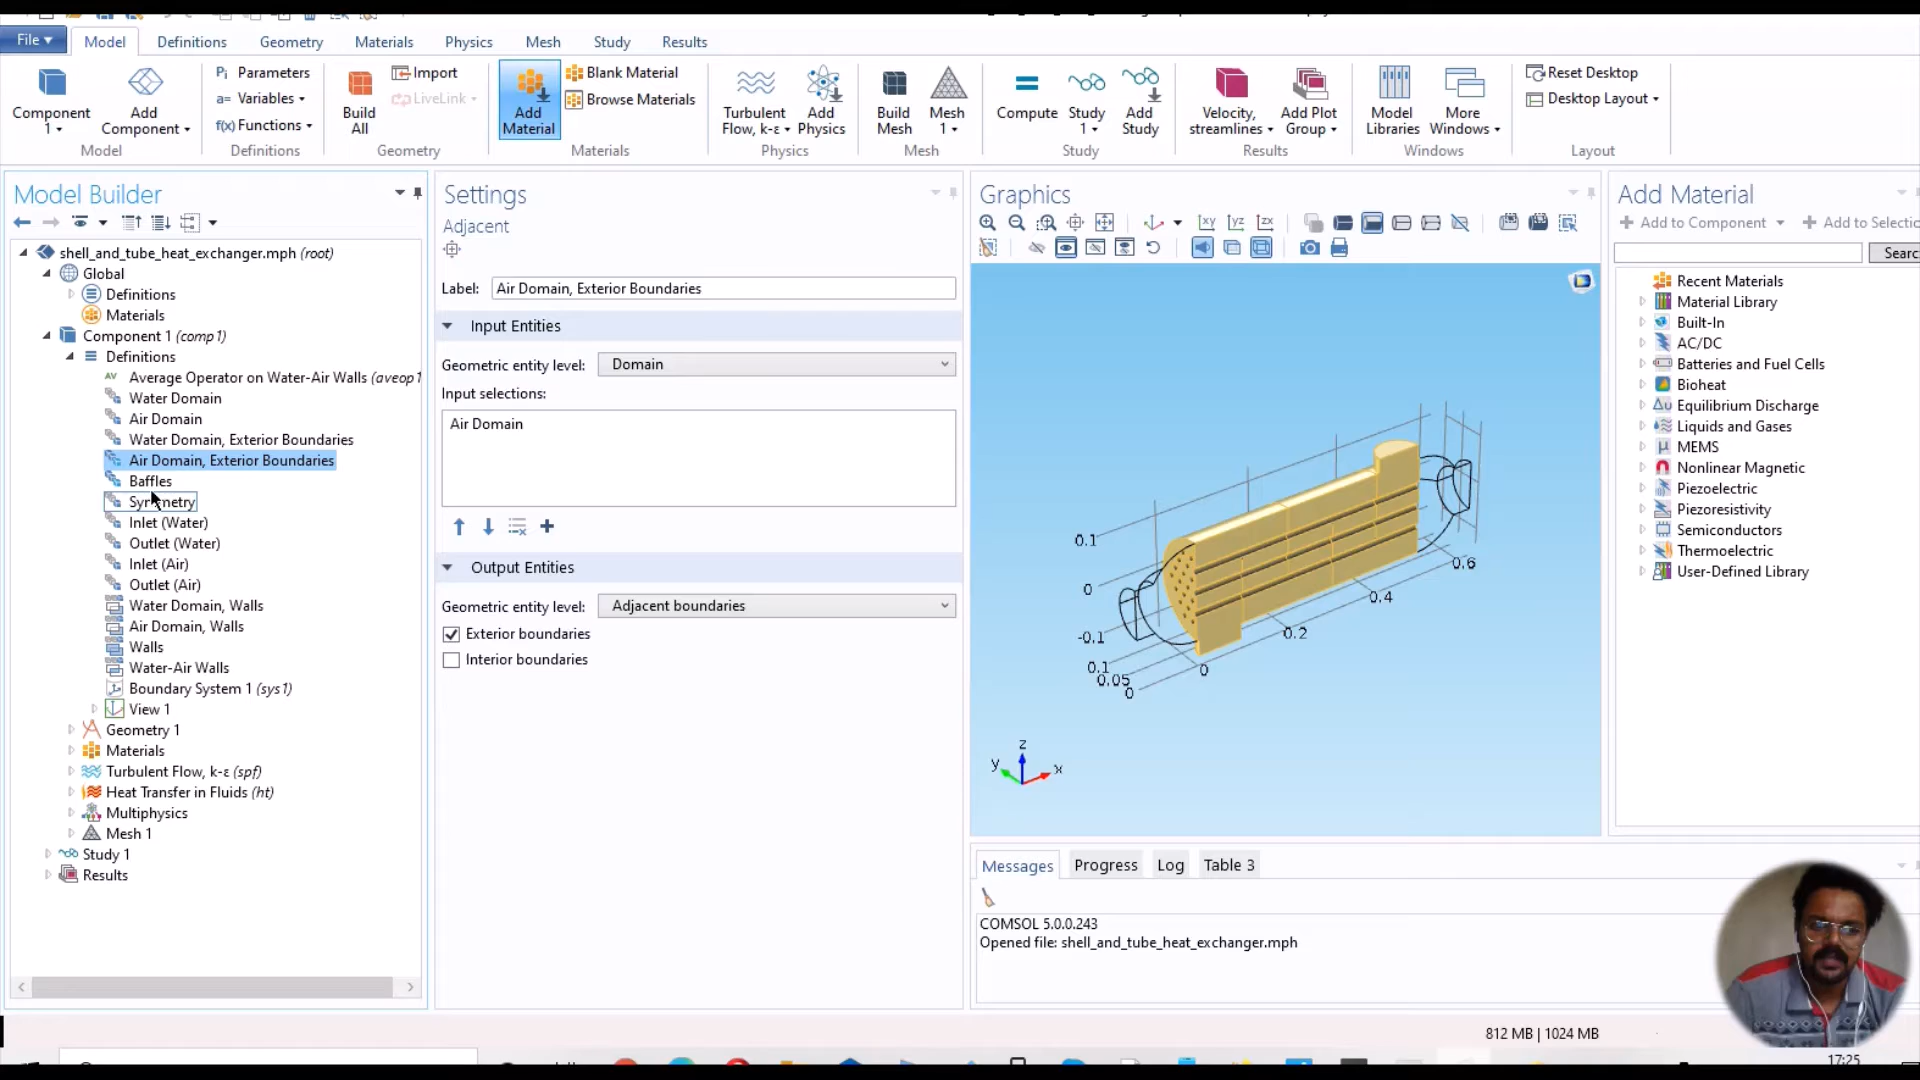 File
Model
Definitions
Geometry
Materials
Physics
Mesh
Study
Results
Component 1
Add Component
Model
Pi Parameters
a= Variables
f(x) Functions
Definitions
Build All
Import
LiveLink
Geometry
Add Material
Blank Material
Browse Materials
Materials
Turbulent Flow, k-ε
Add Physics
Physics
Build Mesh
Mesh 1
Mesh
Compute
Study 1
Add Study
Study
Velocity, streamlines
Add Plot Group
Results
Model Libraries
More Windows
Windows
Reset Desktop
Desktop Layout
Layout
Model Builder
shell_and_tube_heat_exchanger.mph (root)
Global
Definitions
Materials
Component 1 (comp1)
Definitions
AV Average Operator on Water-Air Walls (aveop1
Water Domain
Air Domain
Water Domain, Exterior Boundaries
Air Domain, Exterior Boundaries
Baffles
Symmetry
Inlet (Water)
Outlet (Water)
Inlet (Air)
Outlet (Air)
Water Domain, Walls
Air Domain, Walls
Walls
Water-Air Walls
Boundary System 1 (sys1)
View 1
Geometry 1
Materials
Turbulent Flow, k-ε (spf)
Heat Transfer in Fluids (ht)
Multiphysics
Mesh 1
Study 1
Results
Settings
Adjacent
Label: Air Domain, Exterior Boundaries
Input Entities
Geometric entity level: Domain
Input selections:
Air Domain
Output Entities
Geometric entity level: Adjacent boundaries
Exterior boundaries
Interior boundaries
Graphics
xy yz zx
0.1
0
-0.1
0.1
0.05
0
0
0.2
0.4
0.6
z
y
x
Messages
Progress
Log
Table 3
COMSOL 5.0.0.243
Opened file: shell_and_tube_heat_exchanger.mph
Add Material
Add to Component
Add to Selectio
Searc
Recent Materials
Material Library
Built-In
AC/DC
Batteries and Fuel Cells
Bioheat
Equilibrium Discharge
Liquids and Gases
MEMS
Nonlinear Magnetic
Piezoelectric
Piezoresistivity
Semiconductors
Thermoelectric
User-Defined Library
812 MB | 1024 MB
17:25